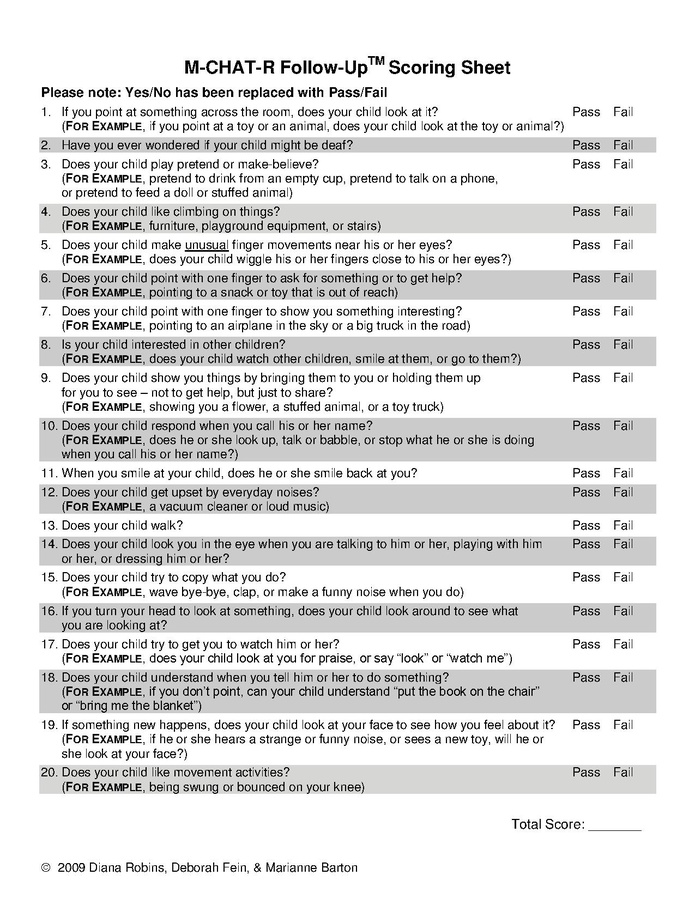 M-CHAT-R Follow-Up™ Scoring Sheet
Please note: Yes/No has been replaced with Pass/Fail
1. If you point at something across the room, does your child look at it? Pass Fail
(FOR EXAMPLE, if you point at a toy or an animal, does your child look at the toy or animal?)
2. Have you ever wondered if your child might be deaf? Pass Fail
3. Does your child play pretend or make-believe? Pass Fail
(FOR EXAMPLE, pretend to drink from an empty cup, pretend to talk on a phone,
or pretend to feed a doll or stuffed animal)
4. Does your child like climbing on things? Pass Fail
(FOR EXAMPLE, furniture, playground equipment, or stairs)
5. Does your child make unusual finger movements near his or her eyes? Pass Fail
(FOR EXAMPLE, does your child wiggle his or her fingers close to his or her eyes?)
6. Does your child point with one finger to ask for something or to get help? Pass Fail
(FOR EXAMPLE, pointing to a snack or toy that is out of reach)
7. Does your child point with one finger to show you something interesting? Pass Fail
(FOR EXAMPLE, pointing to an airplane in the sky or a big truck in the road)
8. Is your child interested in other children? Pass Fail
(FOR EXAMPLE, does your child watch other children, smile at them, or go to them?)
9. Does your child show you things by bringing them to you or holding them up Pass Fail
for you to see – not to get help, but just to share?
(FOR EXAMPLE, showing you a flower, a stuffed animal, or a toy truck)
10. Does your child respond when you call his or her name? Pass Fail
(FOR EXAMPLE, does he or she look up, talk or babble, or stop what he or she is doing
when you call his or her name?)
11. When you smile at your child, does he or she smile back at you? Pass Fail
12. Does your child get upset by everyday noises? Pass Fail
(FOR EXAMPLE, a vacuum cleaner or loud music)
13. Does your child walk? Pass Fail
14. Does your child look you in the eye when you are talking to him or her, playing with him Pass Fail
or her, or dressing him or her?
15. Does your child try to copy what you do? Pass Fail
(FOR EXAMPLE, wave bye-bye, clap, or make a funny noise when you do)
16. If you turn your head to look at something, does your child look around to see what Pass Fail
you are looking at?
17. Does your child try to get you to watch him or her? Pass Fail
(FOR EXAMPLE, does your child look at you for praise, or say “look” or “watch me”)
18. Does your child understand when you tell him or her to do something? Pass Fail
(FOR EXAMPLE, if you don’t point, can your child understand “put the book on the chair”
or “bring me the blanket”)
19. If something new happens, does your child look at your face to see how you feel about it? Pass Fail
(FOR EXAMPLE, if he or she hears a strange or funny noise, or sees a new toy, will he or
she look at your face?)
20. Does your child like movement activities? Pass Fail
(FOR EXAMPLE, being swung or bounced on your knee)
Total Score: _______
© 2009 Diana Robins, Deborah Fein, & Marianne Barton